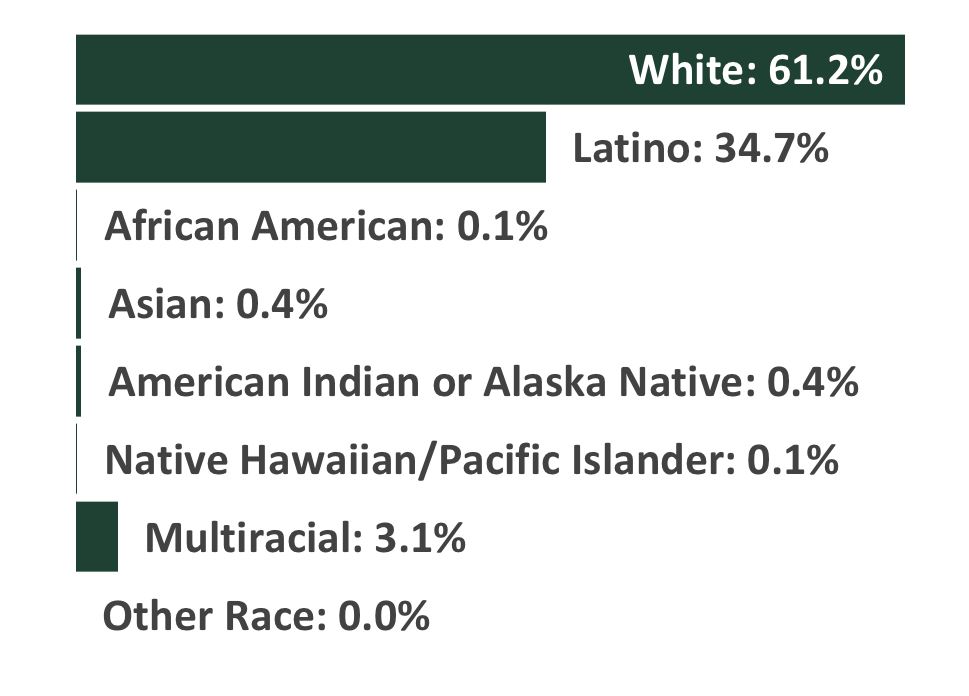 White: 61.2%
Latino: 34.7%
African American: 0.1%
Asian: 0.4%
American Indian or Alaska Native: 0.4%
Native Hawaiian/Pacific Islander: 0.1%
Multiracial: 3.1%
Other Race: 0.0%